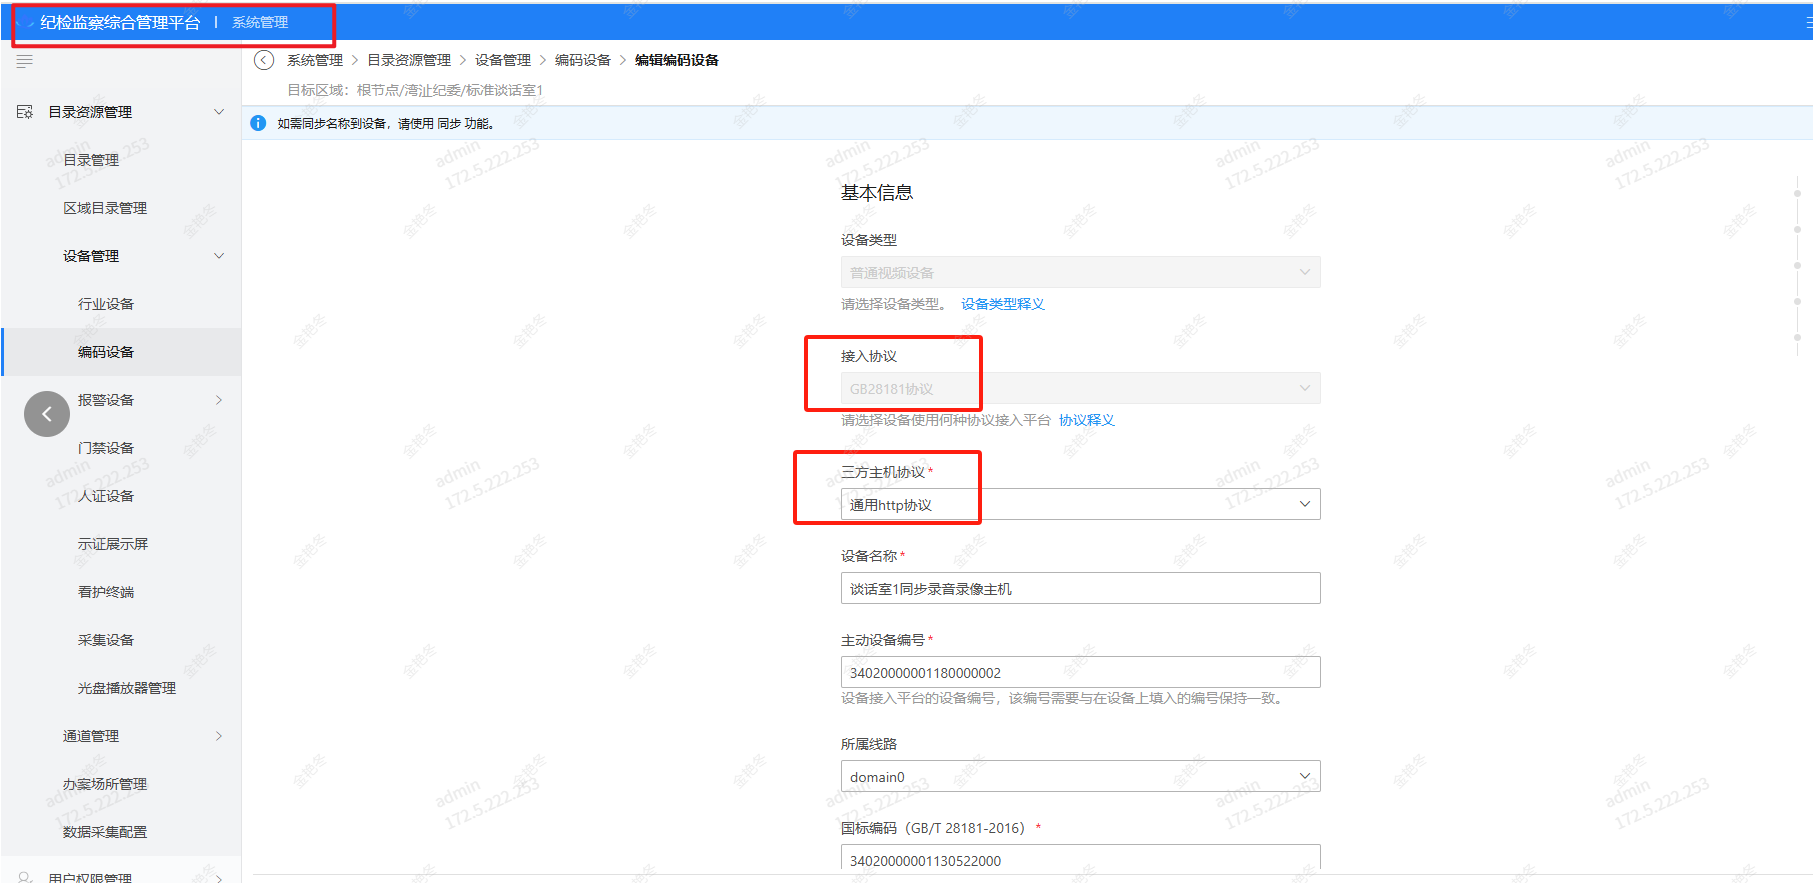 纪检监察综合管理平台 | 系统管理
系统管理 > 目录资源管理 > 设备管理 > 编码设备 > 编辑编码设备
目标区域：根节点/湾沚纪委/标准谈话室1
如需同步名称到设备，请使用 同步 功能。
目录资源管理
目录管理
区域目录管理
设备管理
行业设备
编码设备
报警设备
门禁设备
人证设备
示证展示屏
看护终端
采集设备
光盘播放器管理
通道管理
办案场所管理
数据采集配置
用户权限管理
基本信息
设备类型
普通视频设备
请选择设备类型。 设备类型释义
接入协议
GB28181协议
请选择设备使用何种协议接入平台 协议释义
三方主机协议*
通用http协议
设备名称*
谈话室1同步录音录像主机
主动设备编号*
34020000001180000002
设备接入平台的设备编号，该编号需要与在设备上填入的编号保持一致。
所属线路
domain0
国标编码（GB/T 28181-2016）*
34020000001130522000
admin
172.5.222.253
金艳冬